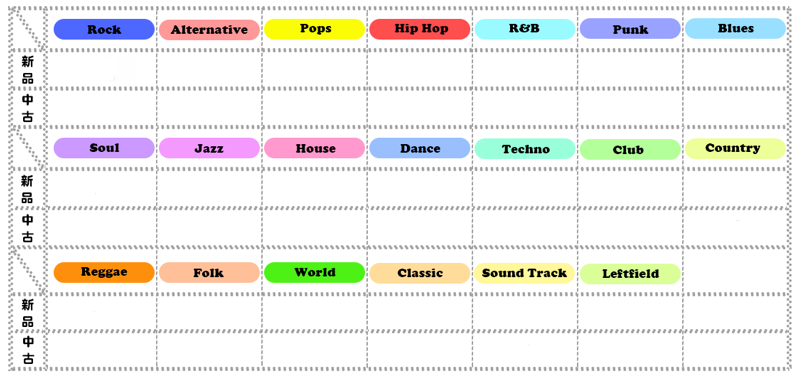 Rock Alternative Pops Hip Hop R&B Punk Blues
新品
中古
Soul Jazz House Dance Techno Club Country
新品
中古
Reggae Folk World Classic Sound Track Leftfield
新品
中古